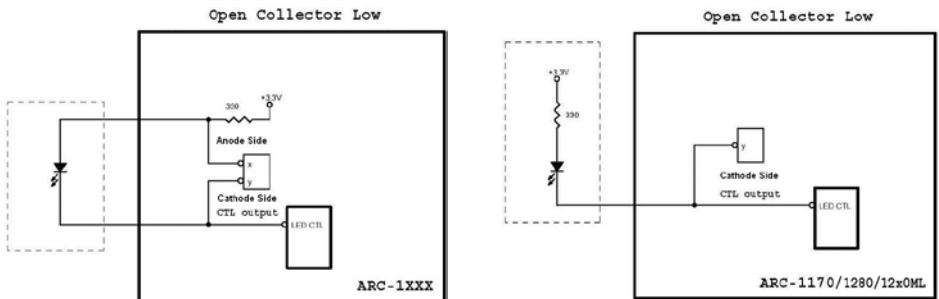 Open Collector Low
+3.3V
330
Anode Side
x
y
Cathode Side
CTL output
LED CTL
ARC-1XXX
Open Collector Low
+3.3V
330
y
Cathode Side
CTL output
LED CTL
ARC-1170/1280/12x0ML